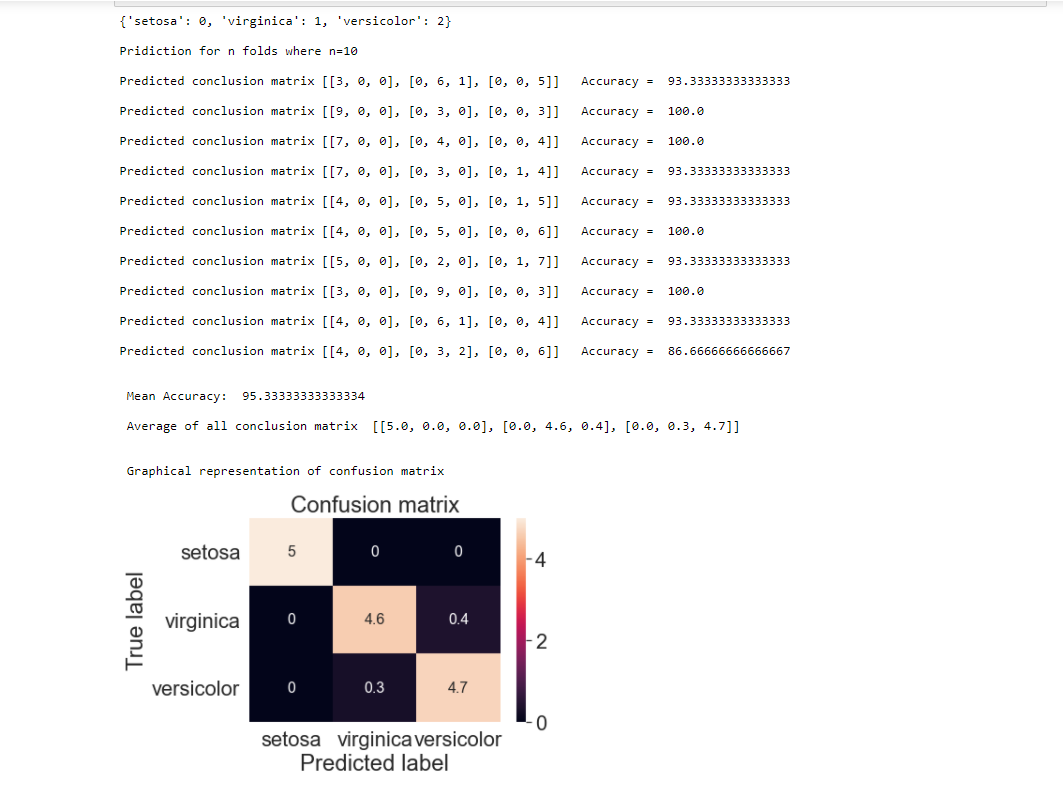 {'setosa': 0, 'virginica': 1, 'versicolor': 2}
Pridiction for n folds where n=10
Predicted conclusion matrix [[3, 0, 0], [0, 6, 1], [0, 0, 5]]   Accuracy =  93.33333333333333
Predicted conclusion matrix [[9, 0, 0], [0, 3, 0], [0, 0, 3]]   Accuracy =  100.0
Predicted conclusion matrix [[7, 0, 0], [0, 4, 0], [0, 0, 4]]   Accuracy =  100.0
Predicted conclusion matrix [[7, 0, 0], [0, 3, 0], [0, 1, 4]]   Accuracy =  93.33333333333333
Predicted conclusion matrix [[4, 0, 0], [0, 5, 0], [0, 1, 5]]   Accuracy =  93.33333333333333
Predicted conclusion matrix [[4, 0, 0], [0, 5, 0], [0, 0, 6]]   Accuracy =  100.0
Predicted conclusion matrix [[5, 0, 0], [0, 2, 0], [0, 1, 7]]   Accuracy =  93.33333333333333
Predicted conclusion matrix [[3, 0, 0], [0, 9, 0], [0, 0, 3]]   Accuracy =  100.0
Predicted conclusion matrix [[4, 0, 0], [0, 6, 1], [0, 0, 4]]   Accuracy =  93.33333333333333
Predicted conclusion matrix [[4, 0, 0], [0, 3, 2], [0, 0, 6]]   Accuracy =  86.66666666666667
Mean Accuracy:  95.33333333333334
Average of all conclusion matrix  [[5.0, 0.0, 0.0], [0.0, 4.6, 0.4], [0.0, 0.3, 4.7]]
Graphical representation of confusion matrix
Confusion matrix
setosa 5 0 0
4
True label
virginica 0 4.6 0.4
2
versicolor 0 0.3 4.7
0
setosa virginica versicolor
Predicted label